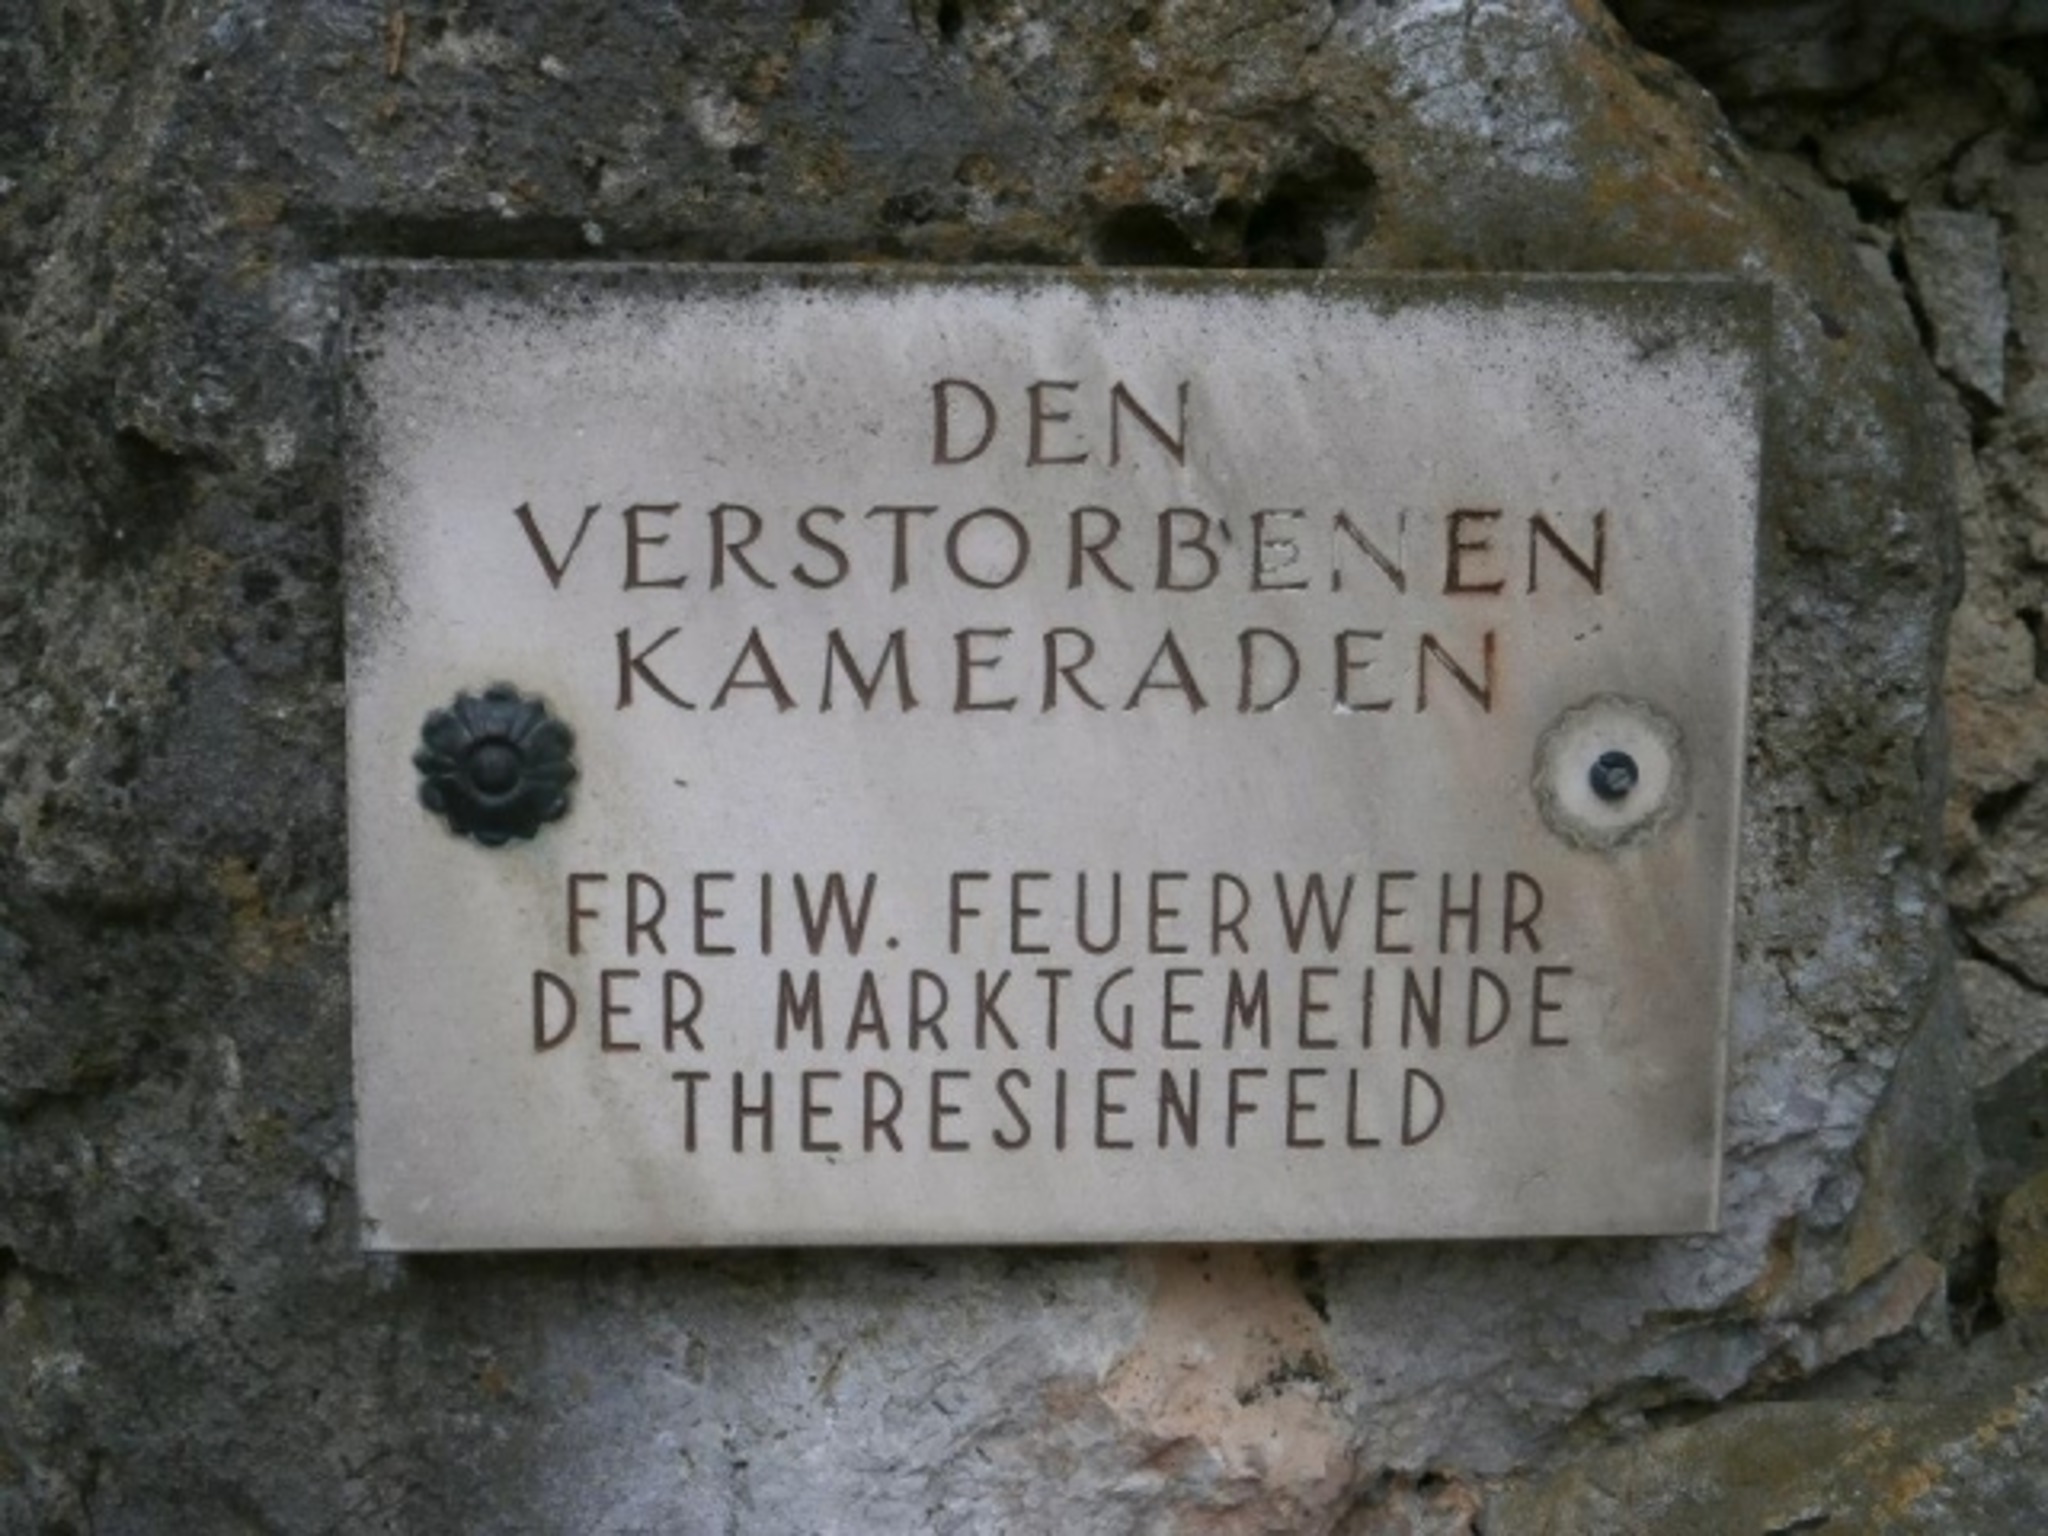 DEN
VERSTORBENEN
KAMERADEN
FREIW. FEUERWEHR
DER MARKTGEMEINDE
THERESIENFELD